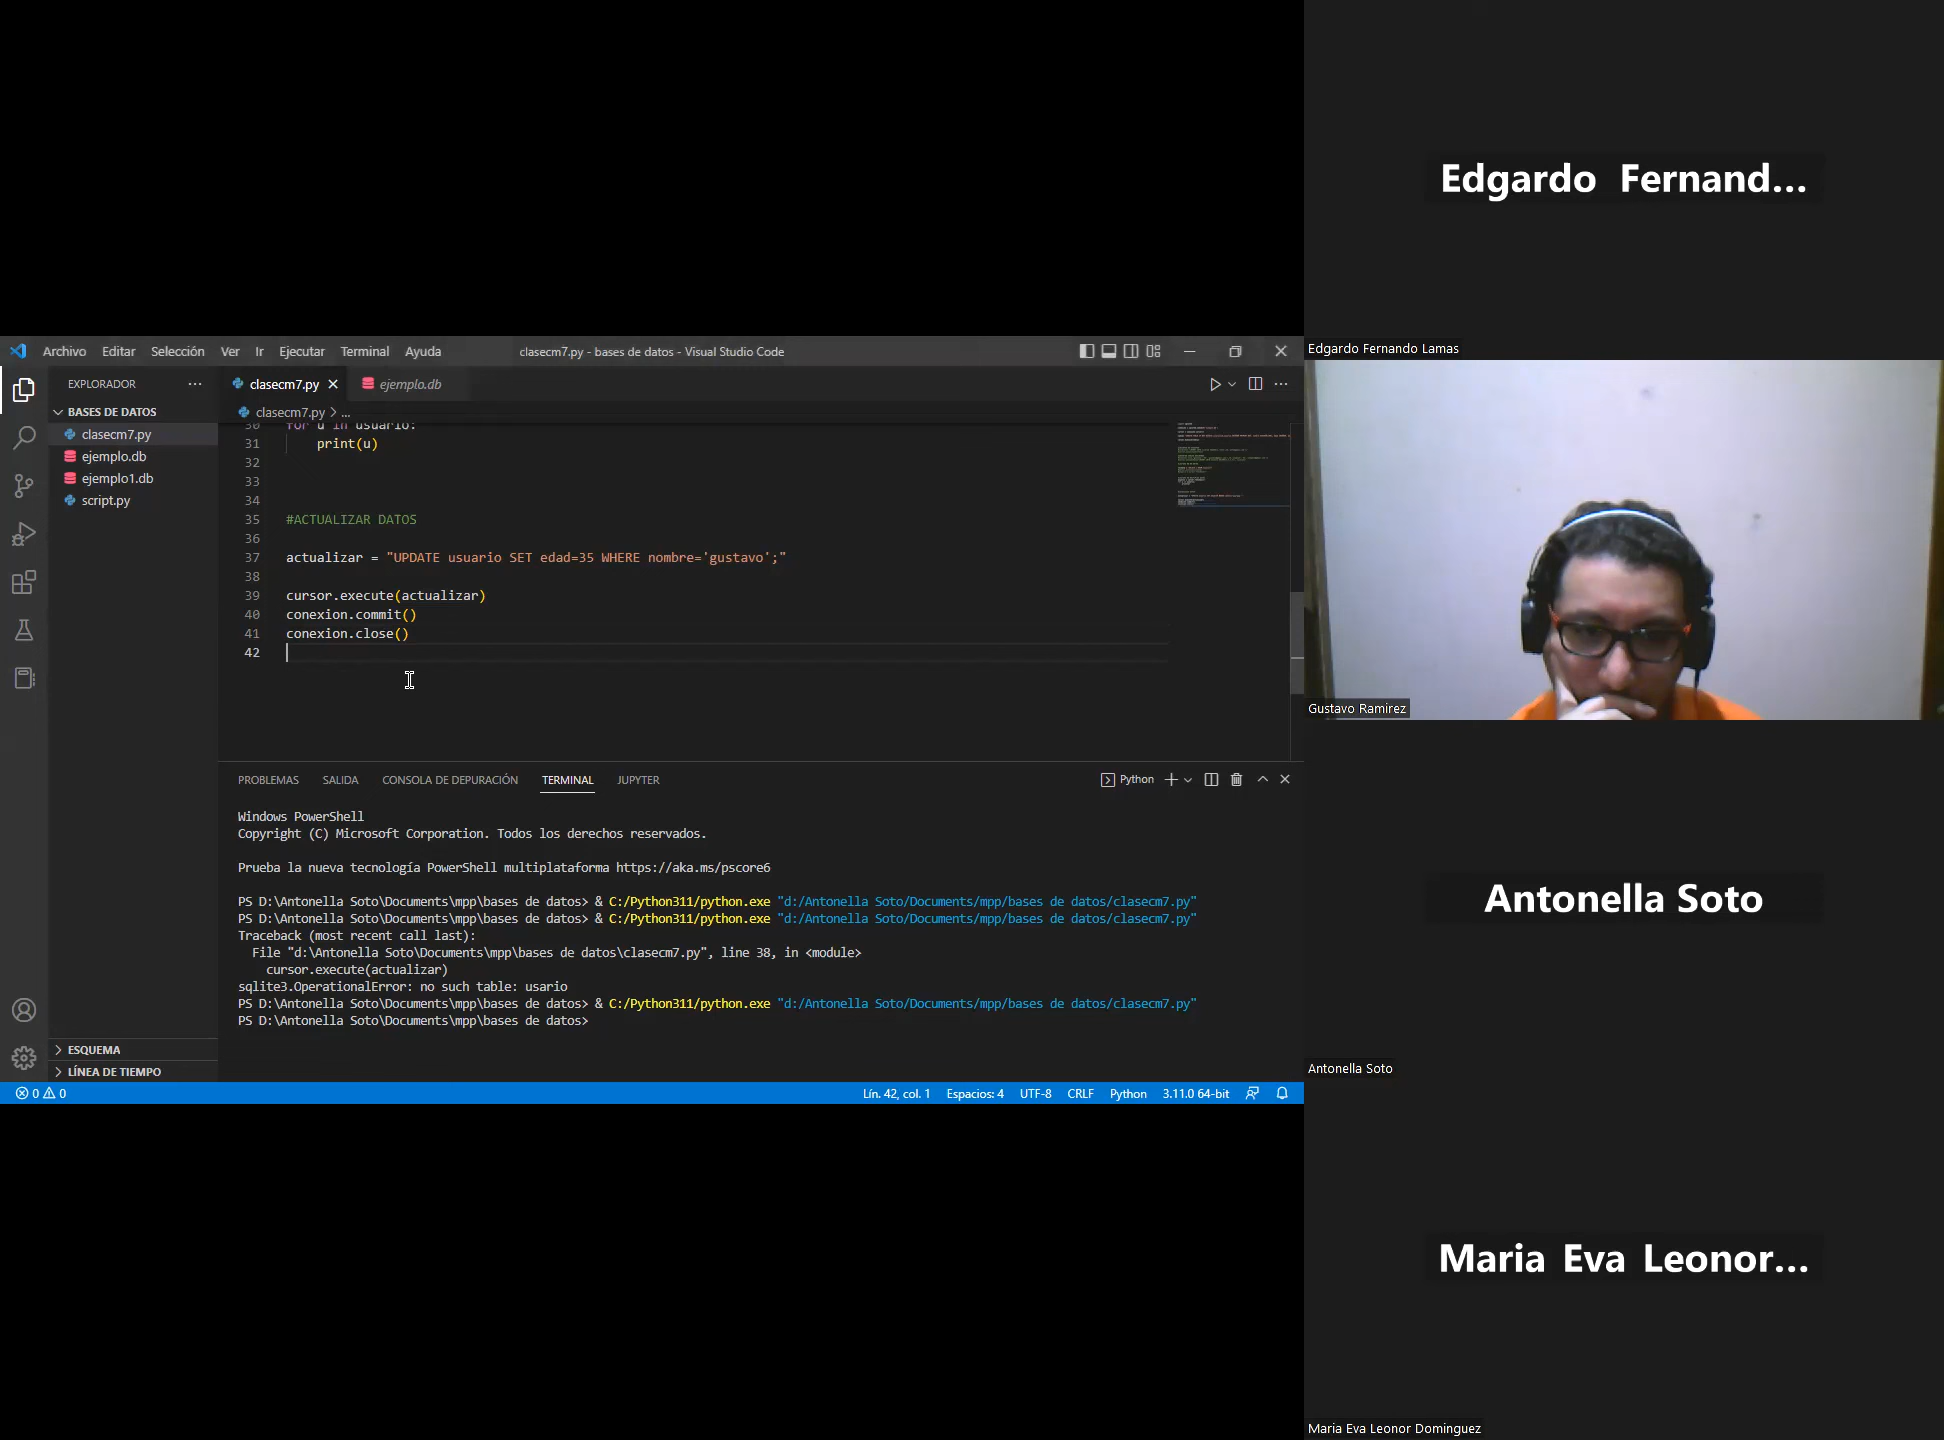 Archivo Editar Selección Ver Ir Ejecutar Terminal Ayuda
clasecm7.py - bases de datos - Visual Studio Code
EXPLORADOR
BASES DE DATOS
clasecm7.py
ejemplo.db
ejemplo1.db
script.py
ESQUEMA
LÍNEA DE TIEMPO
clasecm7.py ejemplo.db
clasecm7.py > ...
30 for u in usuario:
31 print(u)
32
33
34
35 #ACTUALIZAR DATOS
36
37 actualizar = "UPDATE usuario SET edad=35 WHERE nombre='gustavo';"
38
39 cursor.execute(actualizar)
40 conexion.commit()
41 conexion.close()
42
PROBLEMAS SALIDA CONSOLA DE DEPURACIÓN TERMINAL JUPYTER
Python
Windows PowerShell
Copyright (C) Microsoft Corporation. Todos los derechos reservados.
Prueba la nueva tecnología PowerShell multiplataforma https://aka.ms/pscore6
PS D:\Antonella Soto\Documents\mpp\bases de datos> & C:/Python311/python.exe "d:/Antonella Soto/Documents/mpp/bases de datos/clasecm7.py"
PS D:\Antonella Soto\Documents\mpp\bases de datos> & C:/Python311/python.exe "d:/Antonella Soto/Documents/mpp/bases de datos/clasecm7.py"
Traceback (most recent call last):
File "d:\Antonella Soto\Documents\mpp\bases de datos\clasecm7.py", line 38, in <module>
cursor.execute(actualizar)
sqlite3.OperationalError: no such table: usario
PS D:\Antonella Soto\Documents\mpp\bases de datos> & C:/Python311/python.exe "d:/Antonella Soto/Documents/mpp/bases de datos/clasecm7.py"
PS D:\Antonella Soto\Documents\mpp\bases de datos>
0 0
Lín. 42, col. 1 Espacios: 4 UTF-8 CRLF Python 3.11.0 64-bit
Edgardo Fernand...
Edgardo Fernando Lamas
Gustavo Ramirez
Antonella Soto
Antonella Soto
Maria Eva Leonor...
Maria Eva Leonor Dominguez